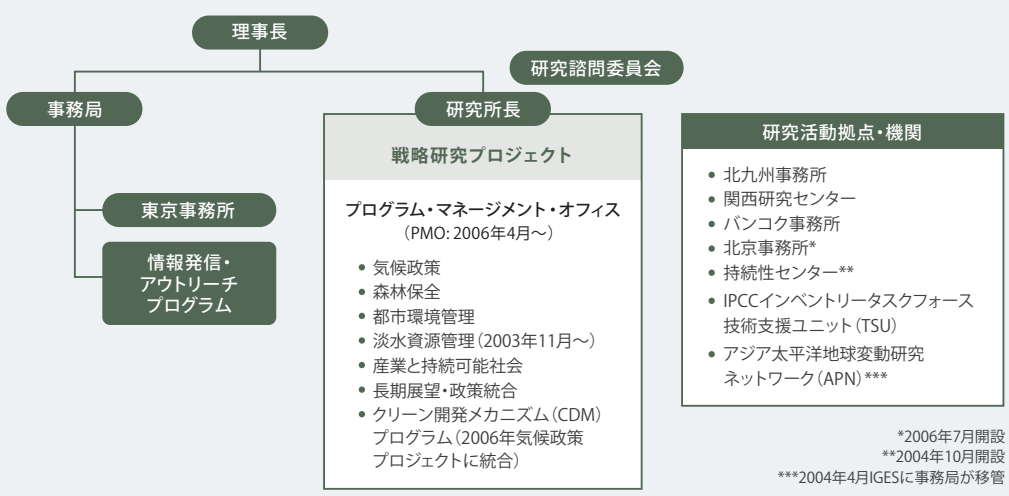 理事長
研究諮問委員会
事務局
研究所長
戦略研究プロジェクト
東京事務所
情報発信・
アウトリーチ
プログラム
プログラム・マネージメント・オフィス
（PMO: 2006年4月～）
• 気候政策
• 森林保全
• 都市環境管理
• 淡水資源管理（2003年11月～）
• 産業と持続可能社会
• 長期展望・政策統合
• クリーン開発メカニズム（CDM）
プログラム（2006年気候政策
プロジェクトに統合）
研究活動拠点・機関
• 北九州事務所
• 関西研究センター
• バンコク事務所
• 北京事務所*
• 持続性センター**
• IPCCインベントリータスクフォース
技術支援ユニット（TSU）
• アジア太平洋地球変動研究
ネットワーク（APN）***
*2006年7月開設
**2004年10月開設
***2004年4月IGESに事務局が移管